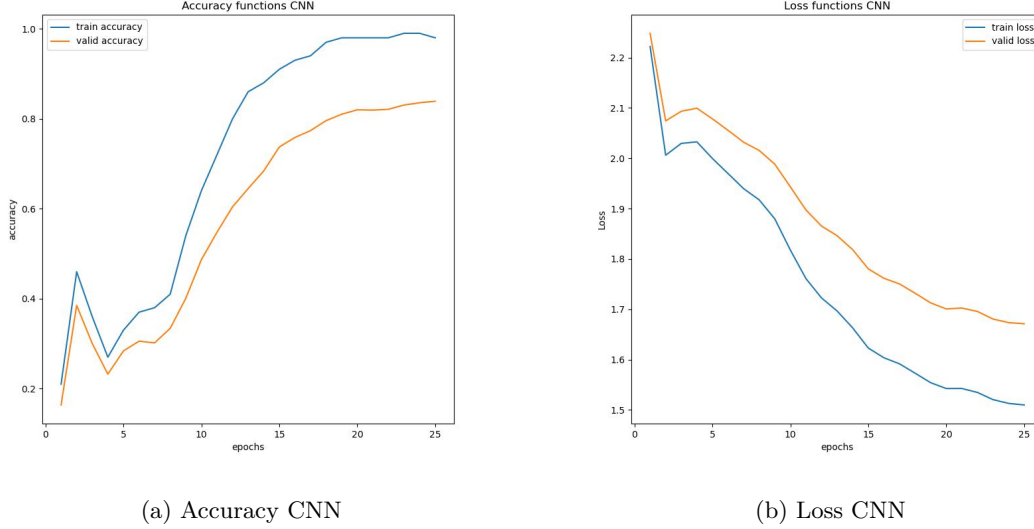 Accuracy functions CNN
train accuracy
valid accuracy
1.0
0.8
0.6
0.4
0.2
accuracy
0
5
10
15
20
25
epochs
(a) Accuracy CNN
Loss functions CNN
train loss
valid loss
2.2
2.1
2.0
1.9
1.8
1.7
1.6
1.5
Loss
0
5
10
15
20
25
epochs
(b) Loss CNN